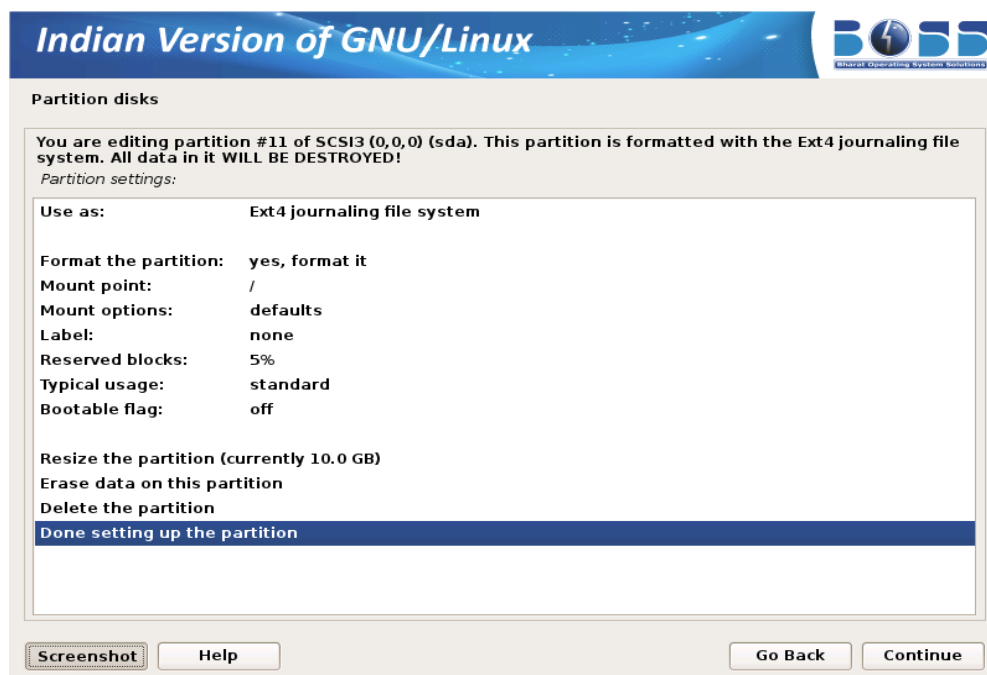 Indian Version of GNU/Linux
BOSS
Bharat Operating System Solutions
Partition disks
You are editing partition #11 of SCSI3 (0,0,0) (sda). This partition is formatted with the Ext4 journaling file
system. All data in it WILL BE DESTROYED!
Partition settings:
Use as: Ext4 journaling file system
Format the partition: yes, format it
Mount point: /
Mount options: defaults
Label: none
Reserved blocks: 5%
Typical usage: standard
Bootable flag: off
Resize the partition (currently 10.0 GB)
Erase data on this partition
Delete the partition
Done setting up the partition
Screenshot Help Go Back Continue